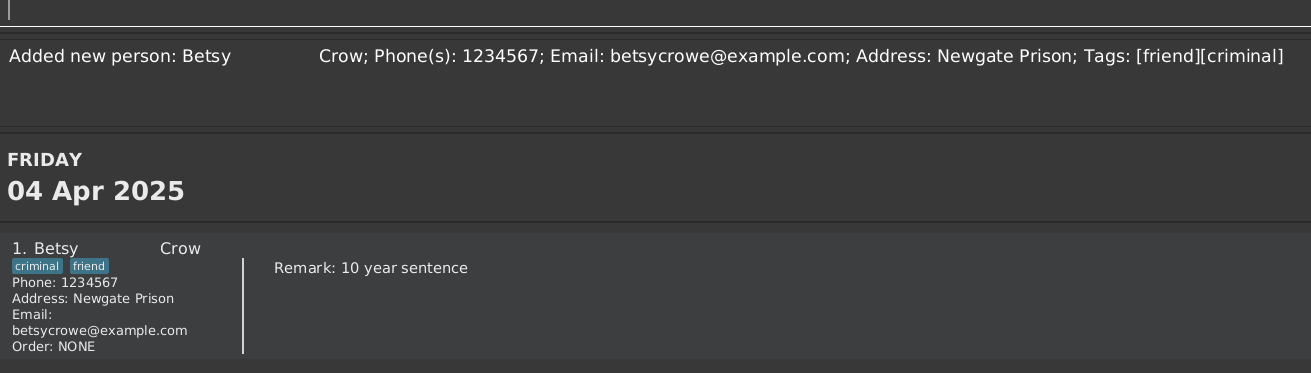 Added new person: Betsy Crow; Phone(s): 1234567; Email: betsycrowe@example.com; Address: Newgate Prison; Tags: [friend][criminal]
FRIDAY
04 Apr 2025
1. Betsy Crow
criminal friend
Phone: 1234567
Address: Newgate Prison
Email:
betsycrowe@example.com
Order: NONE
Remark: 10 year sentence